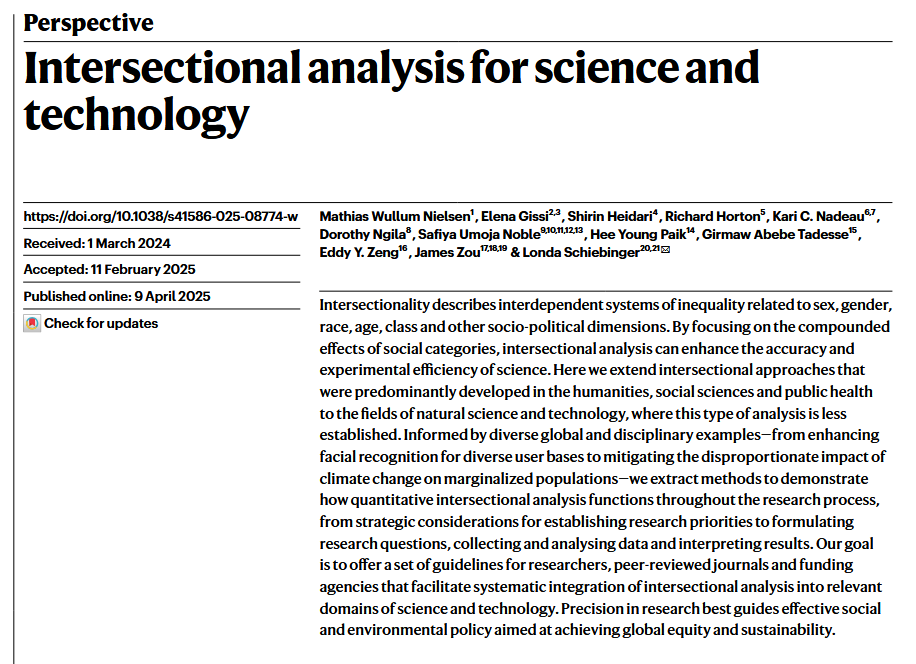 Perspective
Intersectional analysis for science and
technology
https://doi.org/10.1038/s41586-025-08774-w
Received: 1 March 2024
Accepted: 11 February 2025
Published online: 9 April 2025
Check for updates
Mathias Wullum Nielsen1, Elena Gissi2,3, Shirin Heidari4, Richard Horton5, Kari C. Nadeau6,7,
Dorothy Ngila8, Safiya Umoja Noble9,10,11,12,13, Hee Young Paik14, Girmaw Abebe Tadesse15,
Eddy Y. Zeng16, James Zou17,18,19 & Londa Schiebinger20,21✉
Intersectionality describes interdependent systems of inequality related to sex, gender,
race, age, class and other socio-political dimensions. By focusing on the compounded
effects of social categories, intersectional analysis can enhance the accuracy and
experimental efficiency of science. Here we extend intersectional approaches that
were predominantly developed in the humanities, social sciences and public health
to the fields of natural science and technology, where this type of analysis is less
established. Informed by diverse global and disciplinary examples—from enhancing
facial recognition for diverse user bases to mitigating the disproportionate impact of
climate change on marginalized populations—we extract methods to demonstrate
how quantitative intersectional analysis functions throughout the research process,
from strategic considerations for establishing research priorities to formulating
research questions, collecting and analysing data and interpreting results. Our goal
is to offer a set of guidelines for researchers, peer-reviewed journals and funding
agencies that facilitate systematic integration of intersectional analysis into relevant
domains of science and technology. Precision in research best guides effective social
and environmental policy aimed at achieving global equity and sustainability.